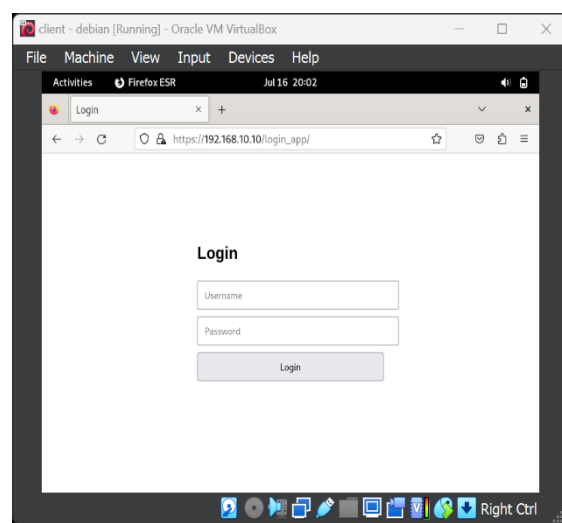 client - debian [Running] - Oracle VM VirtualBox
File Machine View Input Devices Help
Activities Firefox ESR Jul 16 20:02
Login
https://192.168.10.10/login_app/
Login
Username
Password
Login
Right Ctrl